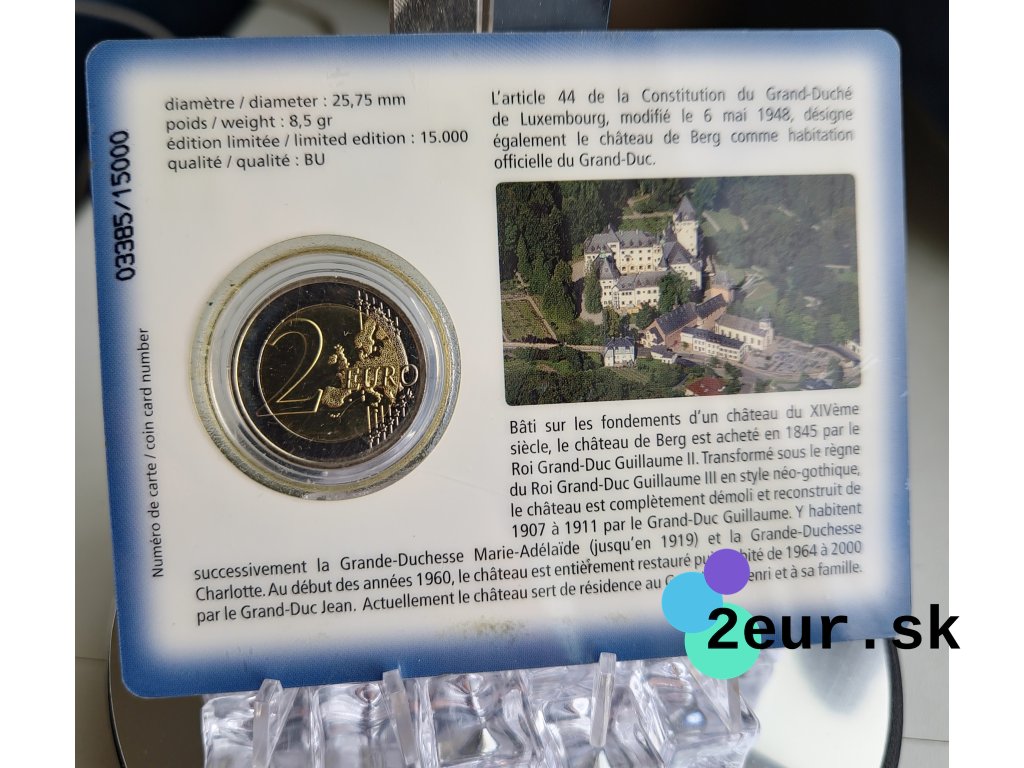 diamètre / diameter : 25,75 mm
poids / weight : 8,5 gr
édition limitée / limited edition : 15.000
qualité / qualité : BU
03385/15000
Numéro de carte / coin card number
2 EURO
L'article 44 de la Constitution du Grand-Duché
de Luxembourg, modifié le 6 mai 1948, désigne
également le château de Berg comme habitation
officielle du Grand-Duc.
Bâti sur les fondements d'un château du XIVème
siècle, le château de Berg est acheté en 1845 par le
Roi Grand-Duc Guillaume II. Transformé sous le règne
du Roi Grand-Duc Guillaume III en style néo-gothique,
le château est complètement démoli et reconstruit de
1907 à 1911 par le Grand-Duc Guillaume. Y habitent
successivement la Grande-Duchesse Marie-Adélaïde (jusqu'en 1919) et la Grande-Duchesse
Charlotte. Au début des années 1960, le château est entièrement restauré de 1964 à 2000
par le Grand-Duc Jean. Actuellement le château sert de résidence au et à sa famille.
2eur.sk